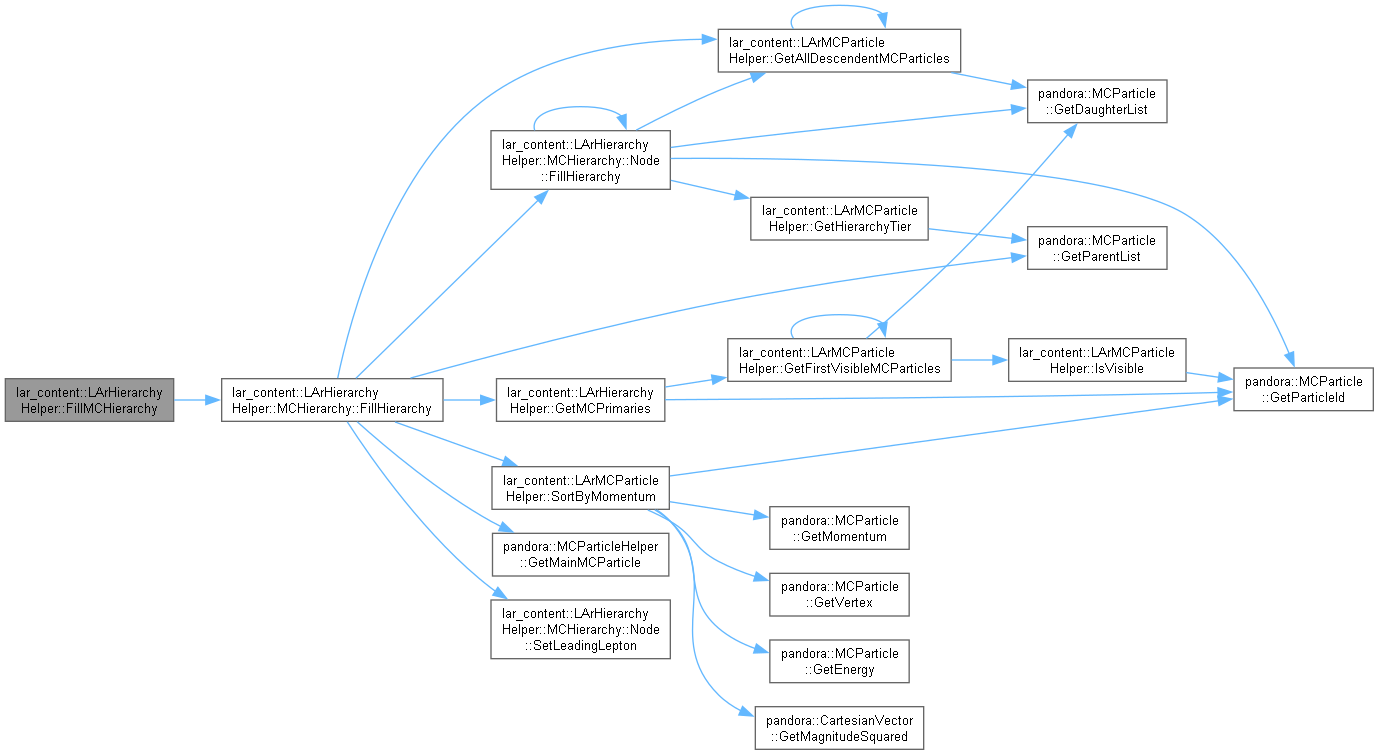 lar_content::LArMCParticle
Helper::GetAllDescendentMCParticles
pandora::MCParticle
::GetDaughterList
lar_content::LArHierarchy
Helper::MCHierarchy::Node
::FillHierarchy
lar_content::LArMCParticle
Helper::GetHierarchyTier
pandora::MCParticle
::GetParentList
lar_content::LArMCParticle
Helper::GetFirstVisibleMCParticles
lar_content::LArMCParticle
Helper::IsVisible
pandora::MCParticle
::GetParticleId
lar_content::LArHierarchy
Helper::FillMCHierarchy
lar_content::LArHierarchy
Helper::MCHierarchy::FillHierarchy
lar_content::LArHierarchy
Helper::GetMCPrimaries
lar_content::LArMCParticle
Helper::SortByMomentum
pandora::MCParticle
::GetMomentum
pandora::MCParticleHelper
::GetMainMCParticle
pandora::MCParticle
::GetVertex
lar_content::LArHierarchy
Helper::MCHierarchy::Node
::SetLeadingLepton
pandora::MCParticle
::GetEnergy
pandora::CartesianVector
::GetMagnitudeSquared